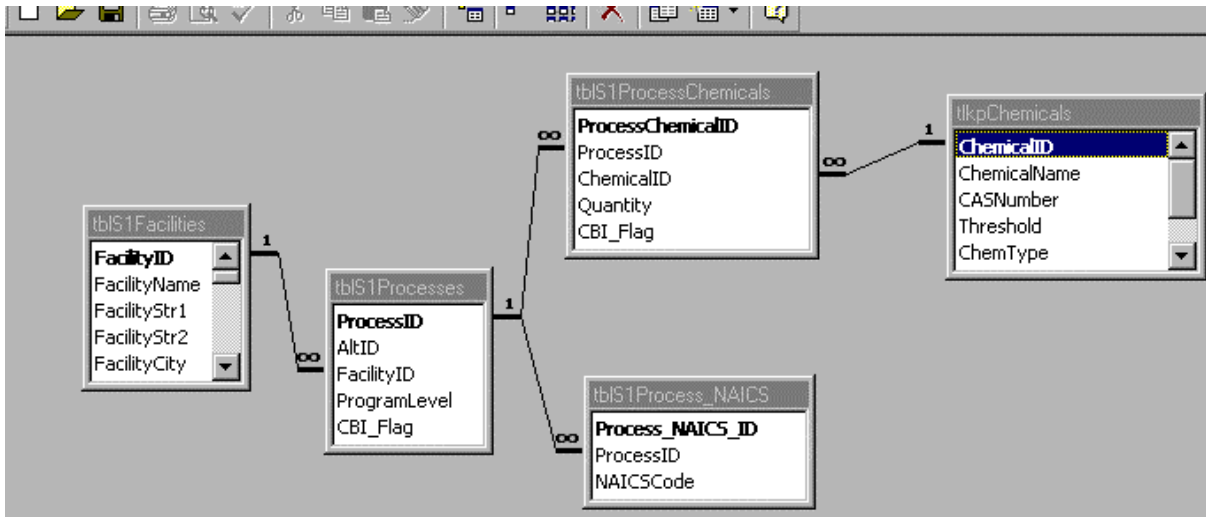 tblS1ProcessChemicals
ProcessChemicalID
ProcessID
ChemicalID
Quantity
CBI_Flag
tlkpChemicals
ChemicalID
ChemicalName
CASNumber
Threshold
ChemType
tblS1Facilities
FacilityID
FacilityName
FacilityStr1
FacilityStr2
FacilityCity
tblS1Processes
ProcessID
AltID
FacilityID
ProgramLevel
CBI_Flag
tblS1Process_NAICS
Process_NAICS_ID
ProcessID
NAICSCode
1
∞
1
∞
∞
1
∞